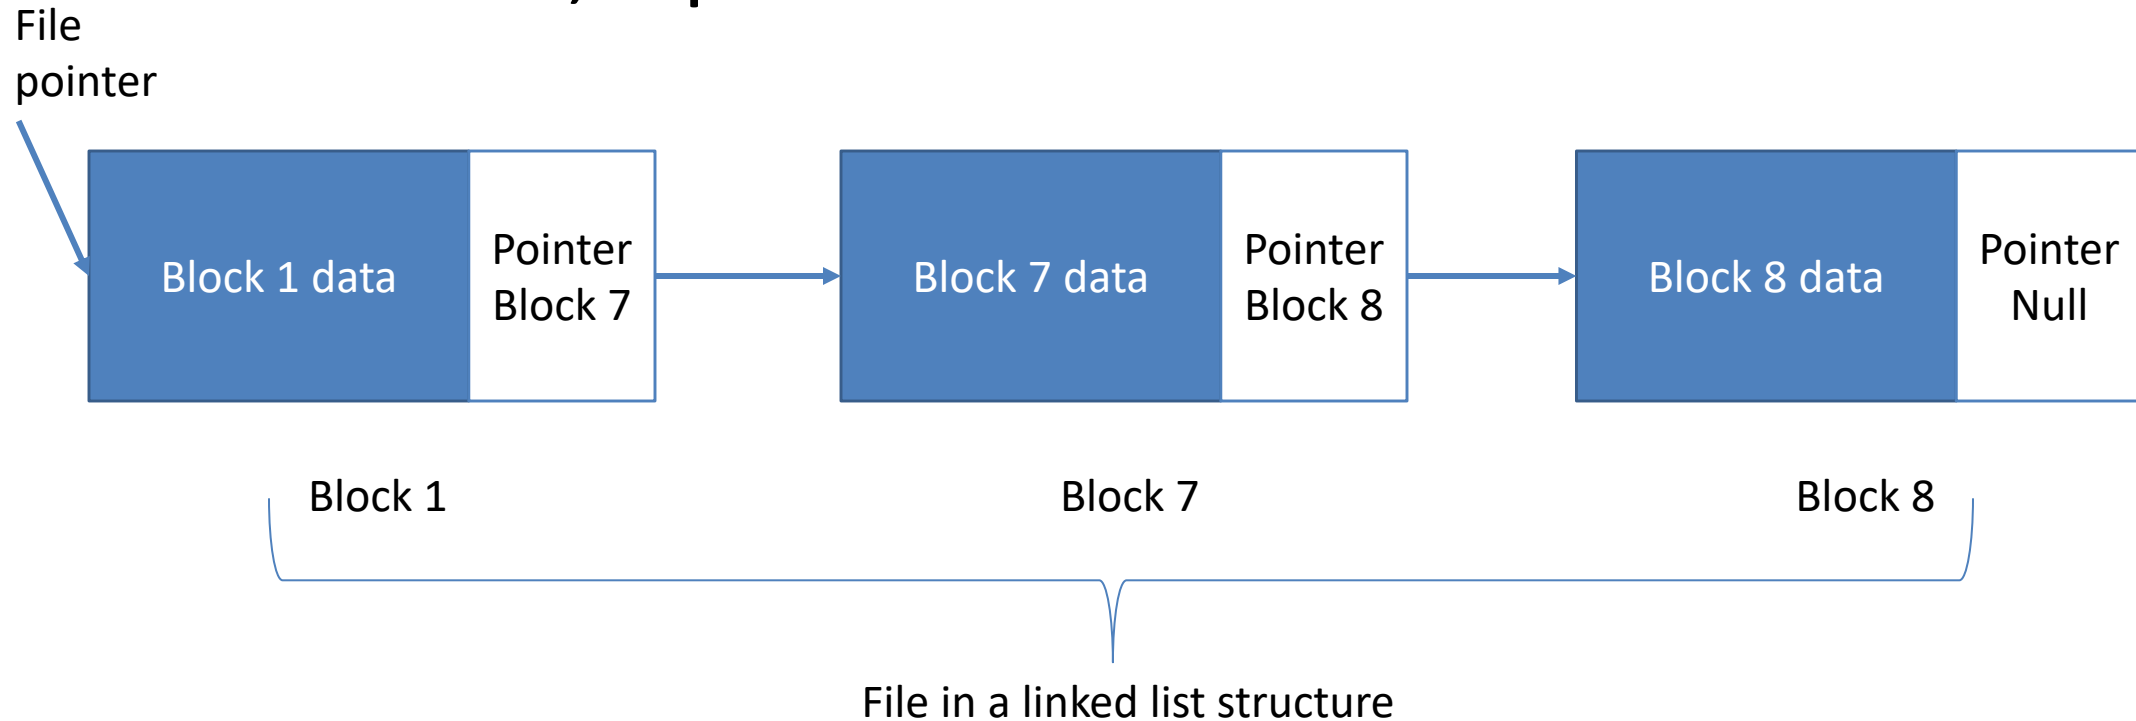 File
pointer
Block 1 data
Pointer
Block 7
Block 7 data
Pointer
Block 8
Block 8 data
Pointer
Null
Block 1
Block 7
Block 8
File in a linked list structure